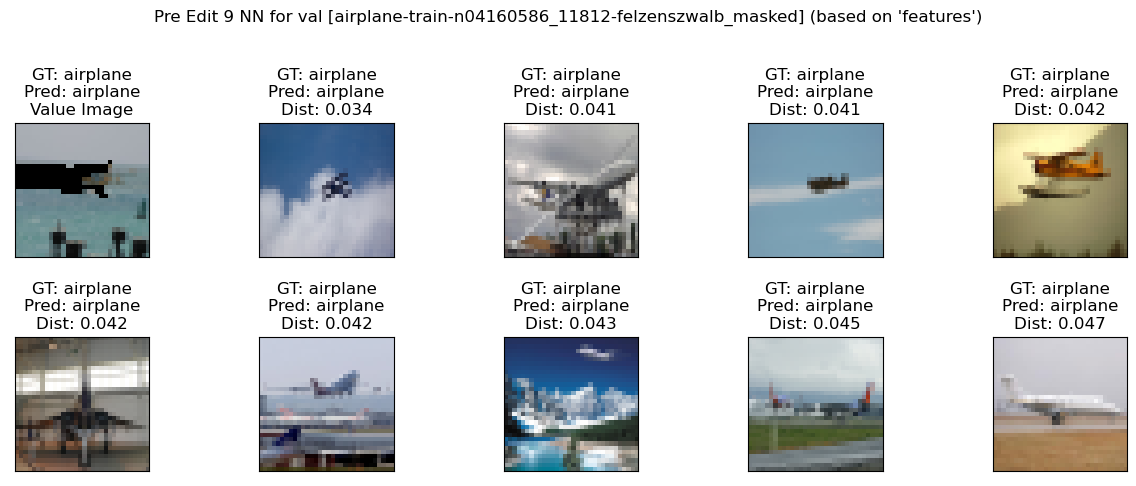 Pre Edit 9 NN for val [airplane-train-n04160586_11812-felzenszwalb_masked] (based on 'features')
GT: airplane
Pred: airplane
Value Image
GT: airplane
Pred: airplane
Dist: 0.034
GT: airplane
Pred: airplane
Dist: 0.041
GT: airplane
Pred: airplane
Dist: 0.041
GT: airplane
Pred: airplane
Dist: 0.042
GT: airplane
Pred: airplane
Dist: 0.042
GT: airplane
Pred: airplane
Dist: 0.042
GT: airplane
Pred: airplane
Dist: 0.043
GT: airplane
Pred: airplane
Dist: 0.045
GT: airplane
Pred: airplane
Dist: 0.047